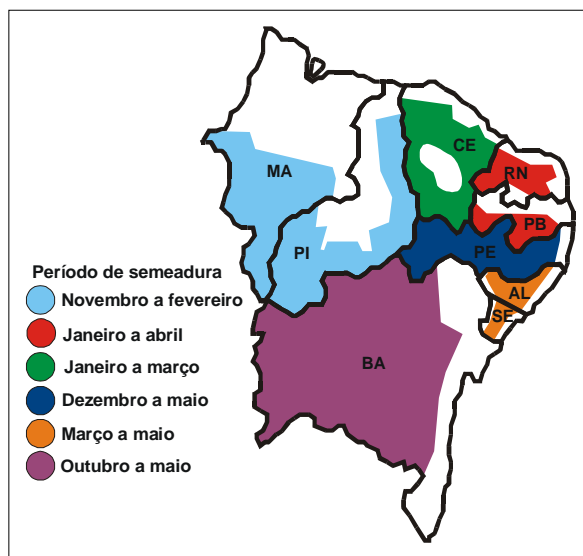 CE
RN
MA
PB
PE
PI
AL
SE
BA
Período de semeadura
Novembro a fevereiro
Janeiro a abril
Janeiro a março
Dezembro a maio
Março a maio
Outubro a maio